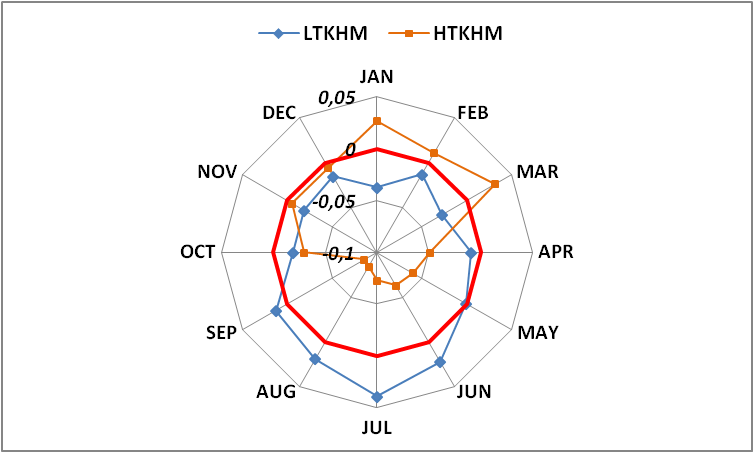 LTKHM HTKHM
JAN
0,05
DEC FEB
0
NOV MAR
-0,05
OCT -0,1 APR
SEP MAY
AUG JUN
JUL